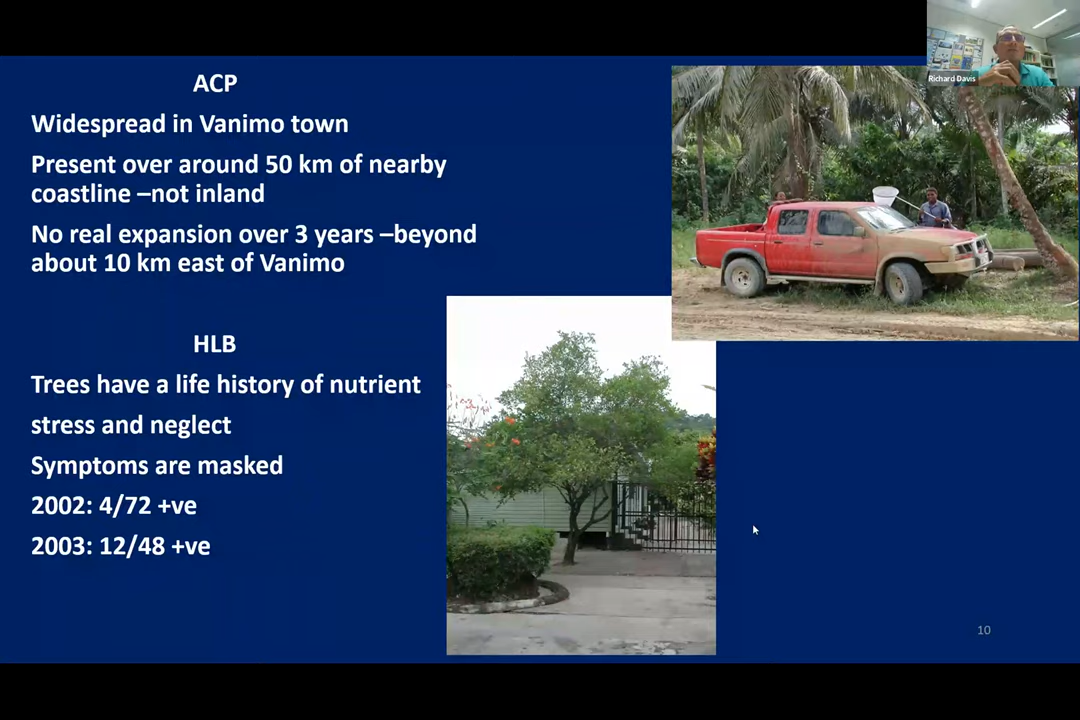 ACP
Widespread in Vanimo town
Present over around 50 km of nearby
coastline –not inland
No real expansion over 3 years –beyond
about 10 km east of Vanimo
HLB
Trees have a life history of nutrient
stress and neglect
Symptoms are masked
2002: 4/72 +ve
2003: 12/48 +ve
Richard Davis
10